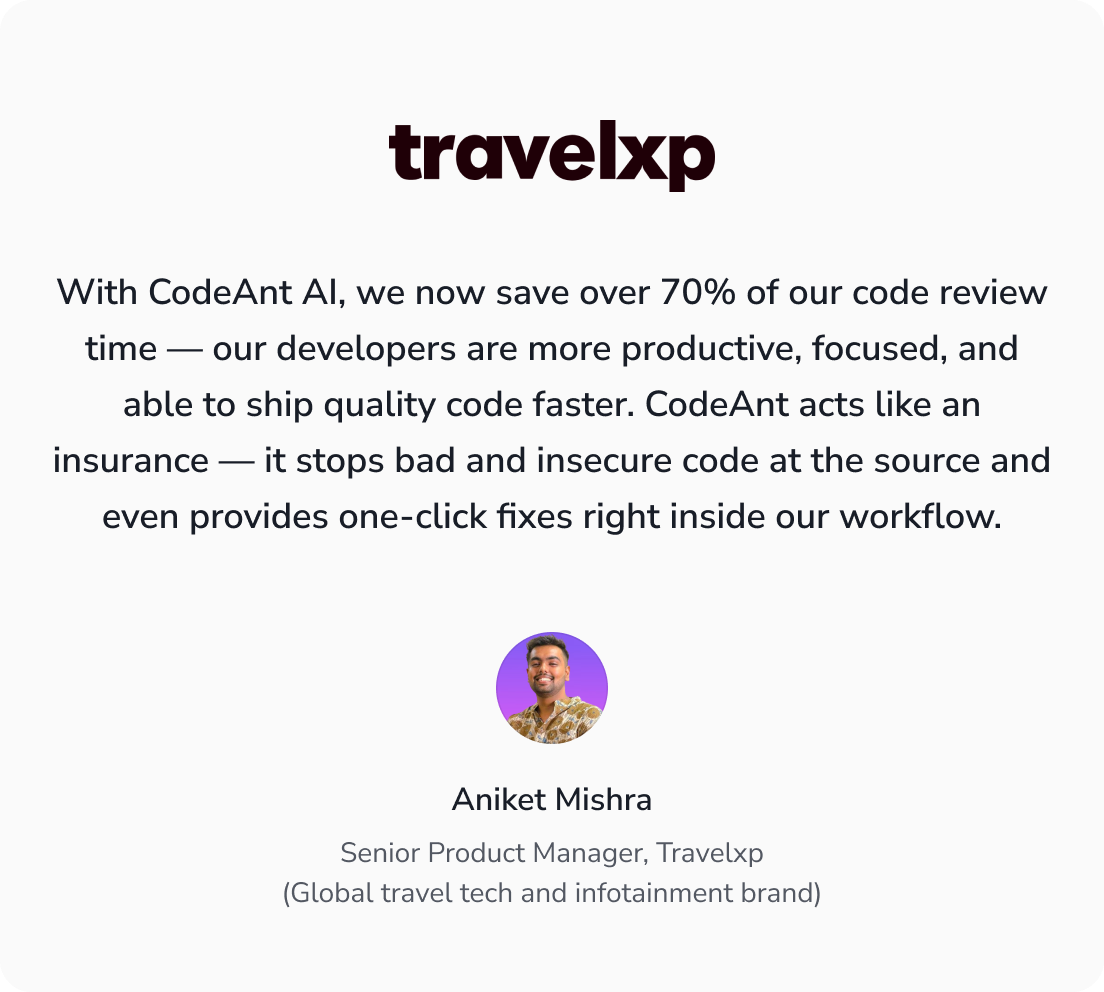 travelxp
With CodeAnt AI, we now save over 70% of our code review
time — our developers are more productive, focused, and
able to ship quality code faster. CodeAnt acts like an
insurance — it stops bad and insecure code at the source and
even provides one-click fixes right inside our workflow.
Aniket Mishra
Senior Product Manager, Travelxp
(Global travel tech and infotainment brand)